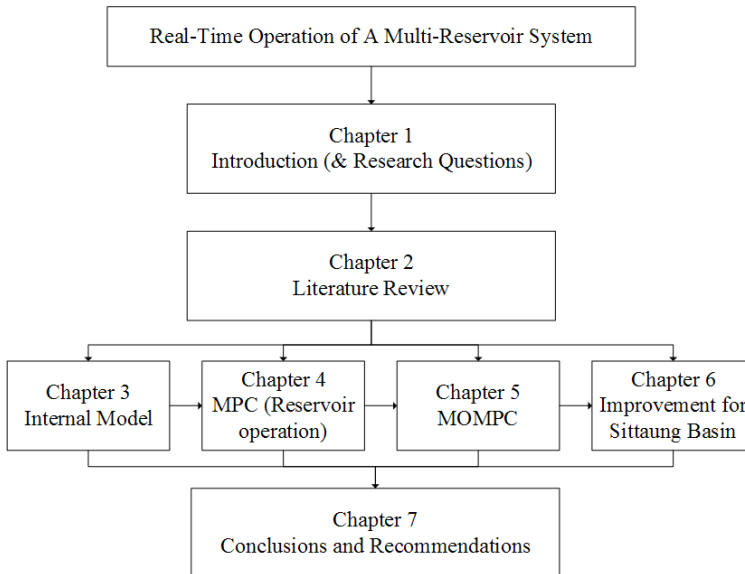 Real-Time Operation of A Multi-Reservoir System
Chapter 1
Introduction (& Research Questions)
Chapter 2
Literature Review
Chapter 3
Internal Model
Chapter 4
MPC (Reservoir
operation)
Chapter 5
MOMPC
Chapter 6
Improvement for
Sittaung Basin
Chapter 7
Conclusions and Recommendations